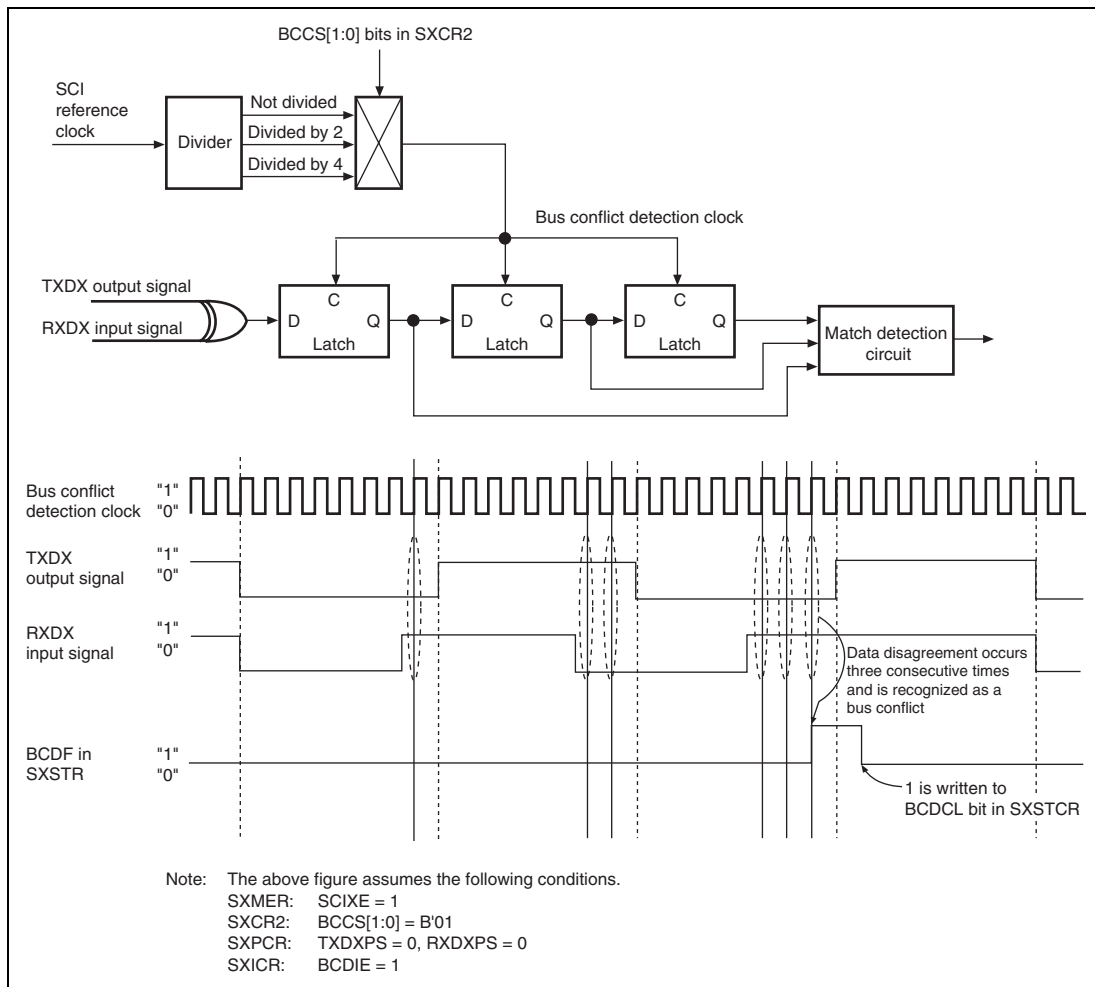 BCCS[1:0] bits in SXCR2
SCI
reference
clock
Divider
Not divided
Divided by 2
Divided by 4
Bus conflict detection clock
TXDX output signal
RXDX input signal
C
D Q
Latch
C
D Q
Latch
C
D Q
Latch
Match detection
circuit
Bus conflict
detection clock
"1"
"0"
TXDX
output signal
"1"
"0"
RXDX
input signal
"1"
"0"
Data disagreement occurs
three consecutive times
and is recognized as a
bus conflict
BCDF in
SXSTR
"1"
"0"
1 is written to
BCDCL bit in SXSTCR
Note: The above figure assumes the following conditions.
SXMER: SCIXE = 1
SXCR2: BCCS[1:0] = B'01
SXPCR: TXDXPS = 0, RXDXPS = 0
SXICR: BCDIE = 1